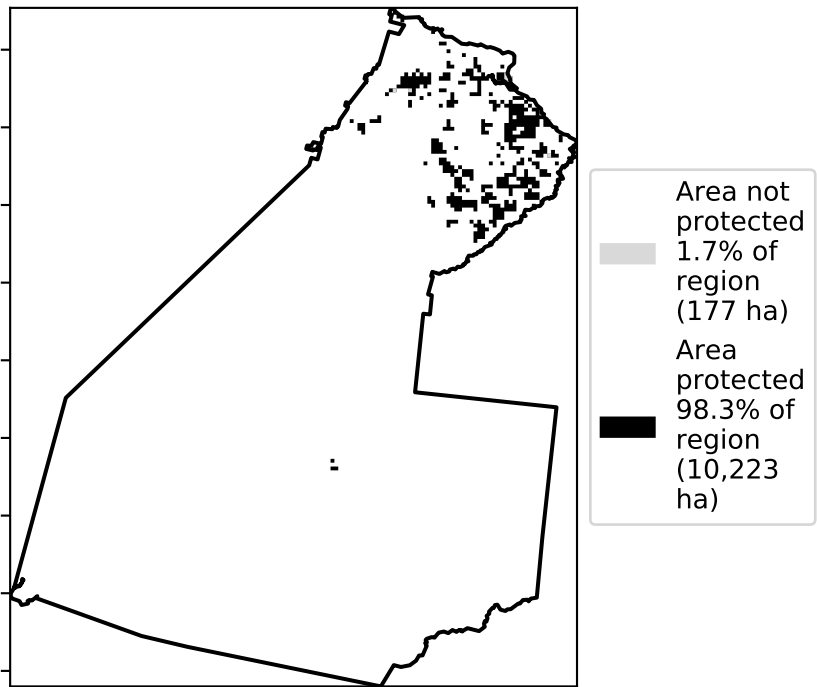 Area not
protected
1.7% of
region
(177 ha)
Area
protected
98.3% of
region
(10,223
ha)